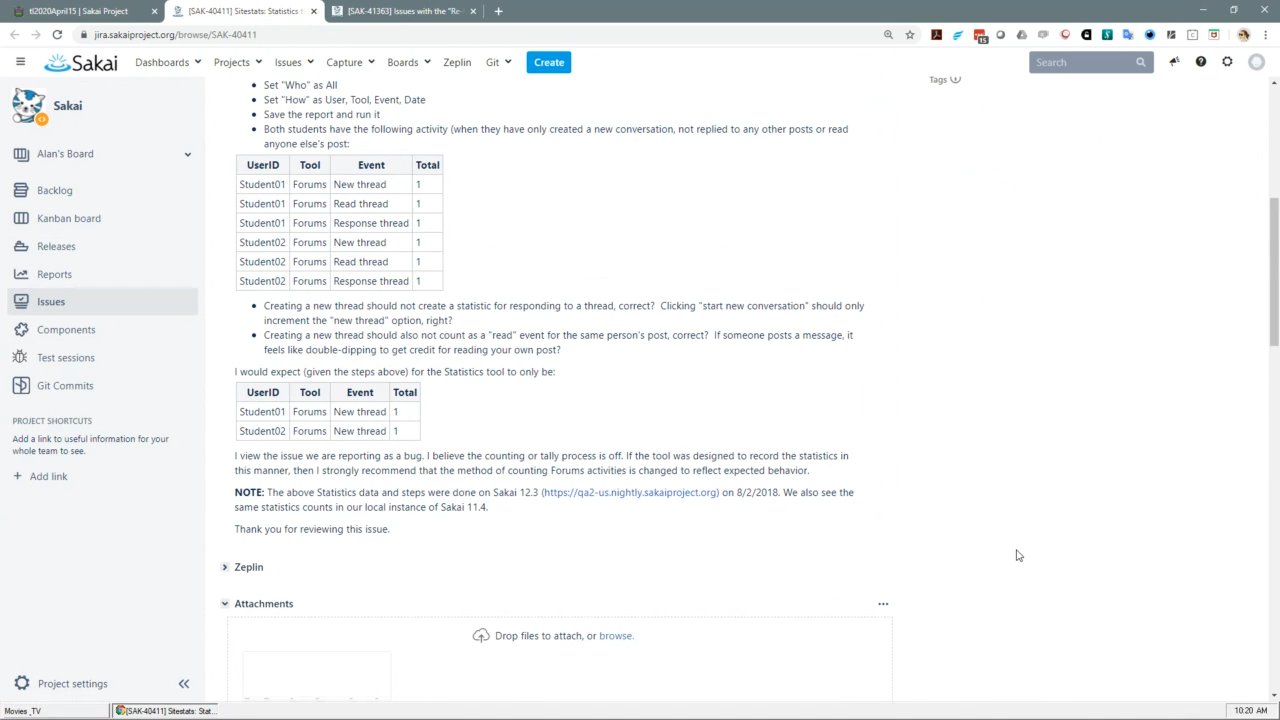 tl2020April15 | Sakai Project
[SAK-40411] Sitestats: Statistics t
[SAK-41363] Issues with the "Re-
jira.sakaiproject.org/browse/SAK-40411
15
Sakai
Dashboards
Projects
Issues
Capture
Boards
Zeplin
Git
Create
Search
Sakai
Alan's Board
Backlog
Kanban board
Releases
Reports
Issues
Components
Test sessions
Git Commits
PROJECT SHORTCUTS
Add a link to useful information for your
whole team to see.
Add link
Project settings
Tags
Set "Who" as All
Set "How" as User, Tool, Event, Date
Save the report and run it
Both students have the following activity (when they have only created a new conversation, not replied to any other posts or read
anyone else's post:
UserID Tool Event Total
Student01 Forums New thread 1
Student01 Forums Read thread 1
Student01 Forums Response thread 1
Student02 Forums New thread 1
Student02 Forums Read thread 1
Student02 Forums Response thread 1
Creating a new thread should not create a statistic for responding to a thread, correct? Clicking "start new conversation" should only
increment the "new thread" option, right?
Creating a new thread should also not count as a "read" event for the same person's post, correct? If someone posts a message, it
feels like double-dipping to get credit for reading your own post?
I would expect (given the steps above) for the Statistics tool to only be:
UserID Tool Event Total
Student01 Forums New thread 1
Student02 Forums New thread 1
I view the issue we are reporting as a bug. I believe the counting or tally process is off. If the tool was designed to record the statistics in
this manner, then I strongly recommend that the method of counting Forums activities is changed to reflect expected behavior.
NOTE: The above Statistics data and steps were done on Sakai 12.3 (https://qa2-us.nightly.sakaiproject.org) on 8/2/2018. We also see the
same statistics counts in our local instance of Sakai 11.4.
Thank you for reviewing this issue.
Zeplin
Attachments
Drop files to attach, or browse.
Movies _TV
[SAK-40411] Sitestats: Stat...
10:20 AM